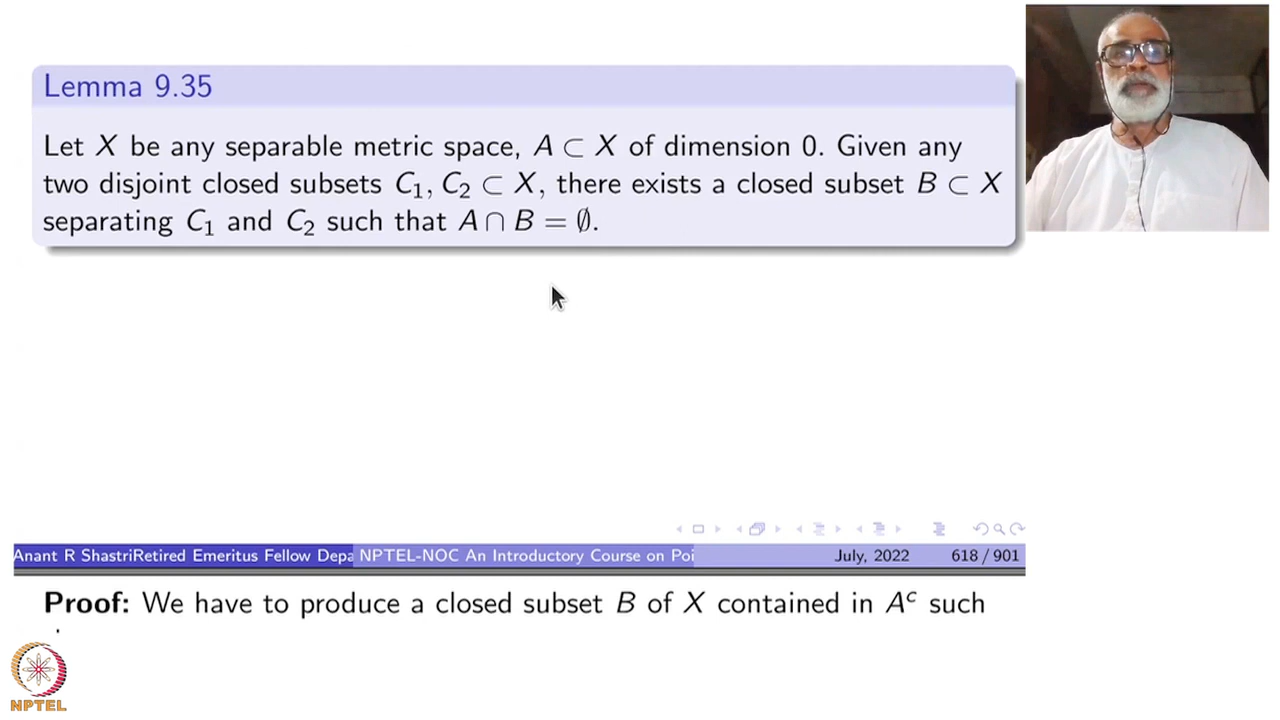 Lemma 9.35
Let X be any separable metric space, A ⊂ X of dimension 0. Given any
two disjoint closed subsets C₁, C₂ ⊂ X, there exists a closed subset B ⊂ X
separating C₁ and C₂ such that A ∩ B = ∅.
Anant R ShastriRetired Emeritus Fellow Depa NPTEL-NOC An Introductory Course on Poi July, 2022 618 / 901
Proof: We have to produce a closed subset B of X contained in Aᶜ such
NPTEL